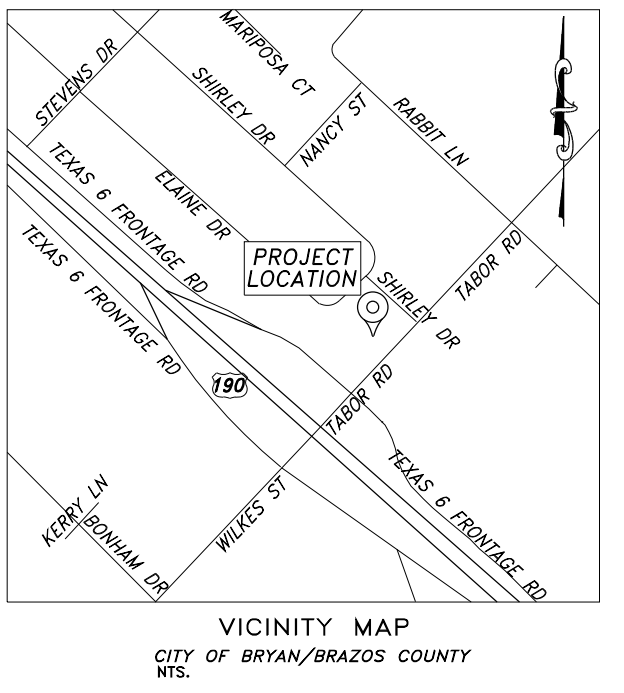 MARIPOSA CT
STEVENS DR
SHIRLEY DR
NANCY ST
RABBIT LN
TEXAS 6 FRONTAGE RD
ELAINE DR
TEXAS 6 FRONTAGE RD
PROJECT
LOCATION
TABOR RD
SHIRLEY DR
190
TABOR RD
TEXAS 6 FRONTAGE RD
WILKES ST
KERRY LN
BONHAM DR
VICINITY MAP
CITY OF BRYAN/BRAZOS COUNTY
NTS.